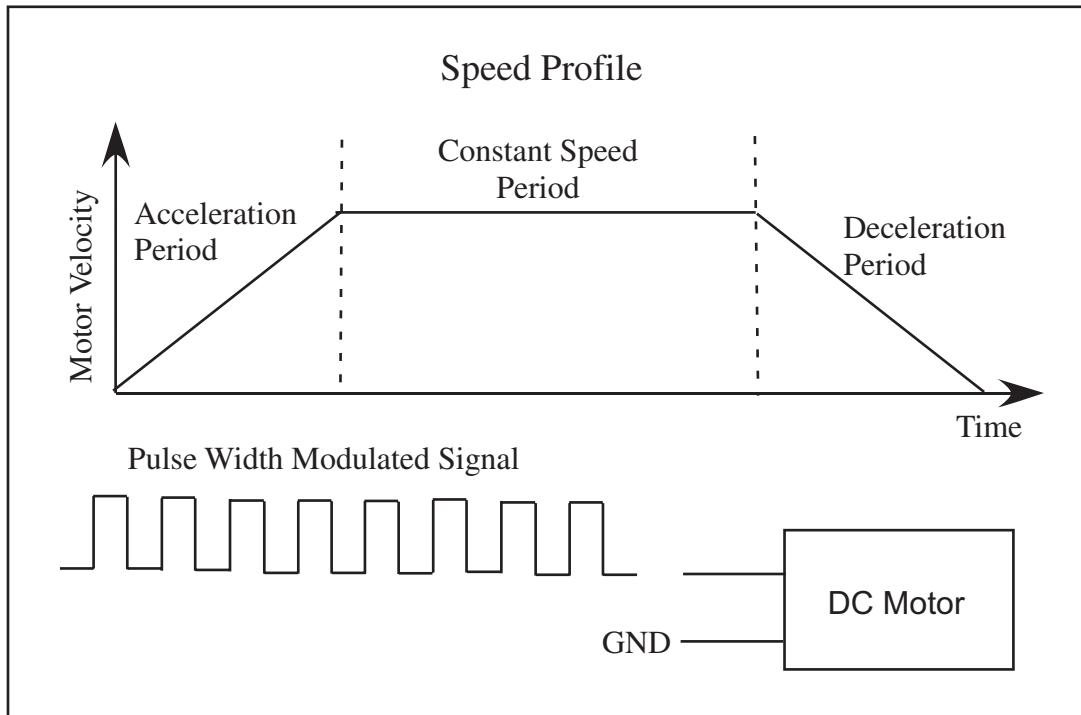 Speed Profile
Constant Speed
Period
Acceleration
Period
Deceleration
Period
Motor Velocity
Time
Pulse Width Modulated Signal
DC Motor
GND